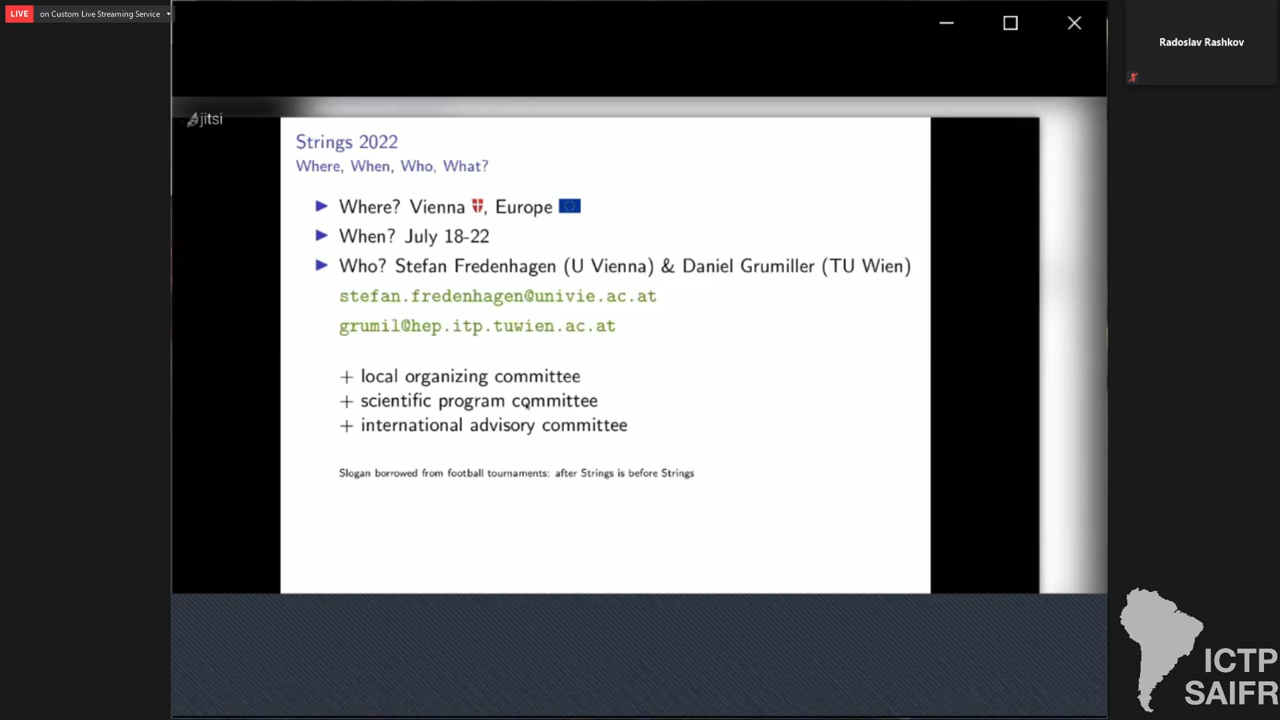 LIVE on Custom Live Streaming Service
Radoslav Rashkov
jitsi
Strings 2022
Where, When, Who, What?
Where? Vienna , Europe
When? July 18-22
Who? Stefan Fredenhagen (U Vienna) & Daniel Grumiller (TU Wien)
stefan.fredenhagen@univie.ac.at
grumil@hep.itp.tuwien.ac.at
+ local organizing committee
+ scientific program committee
+ international advisory committee
Slogan borrowed from football tournaments: after Strings is before Strings
ICTP
SAIFR